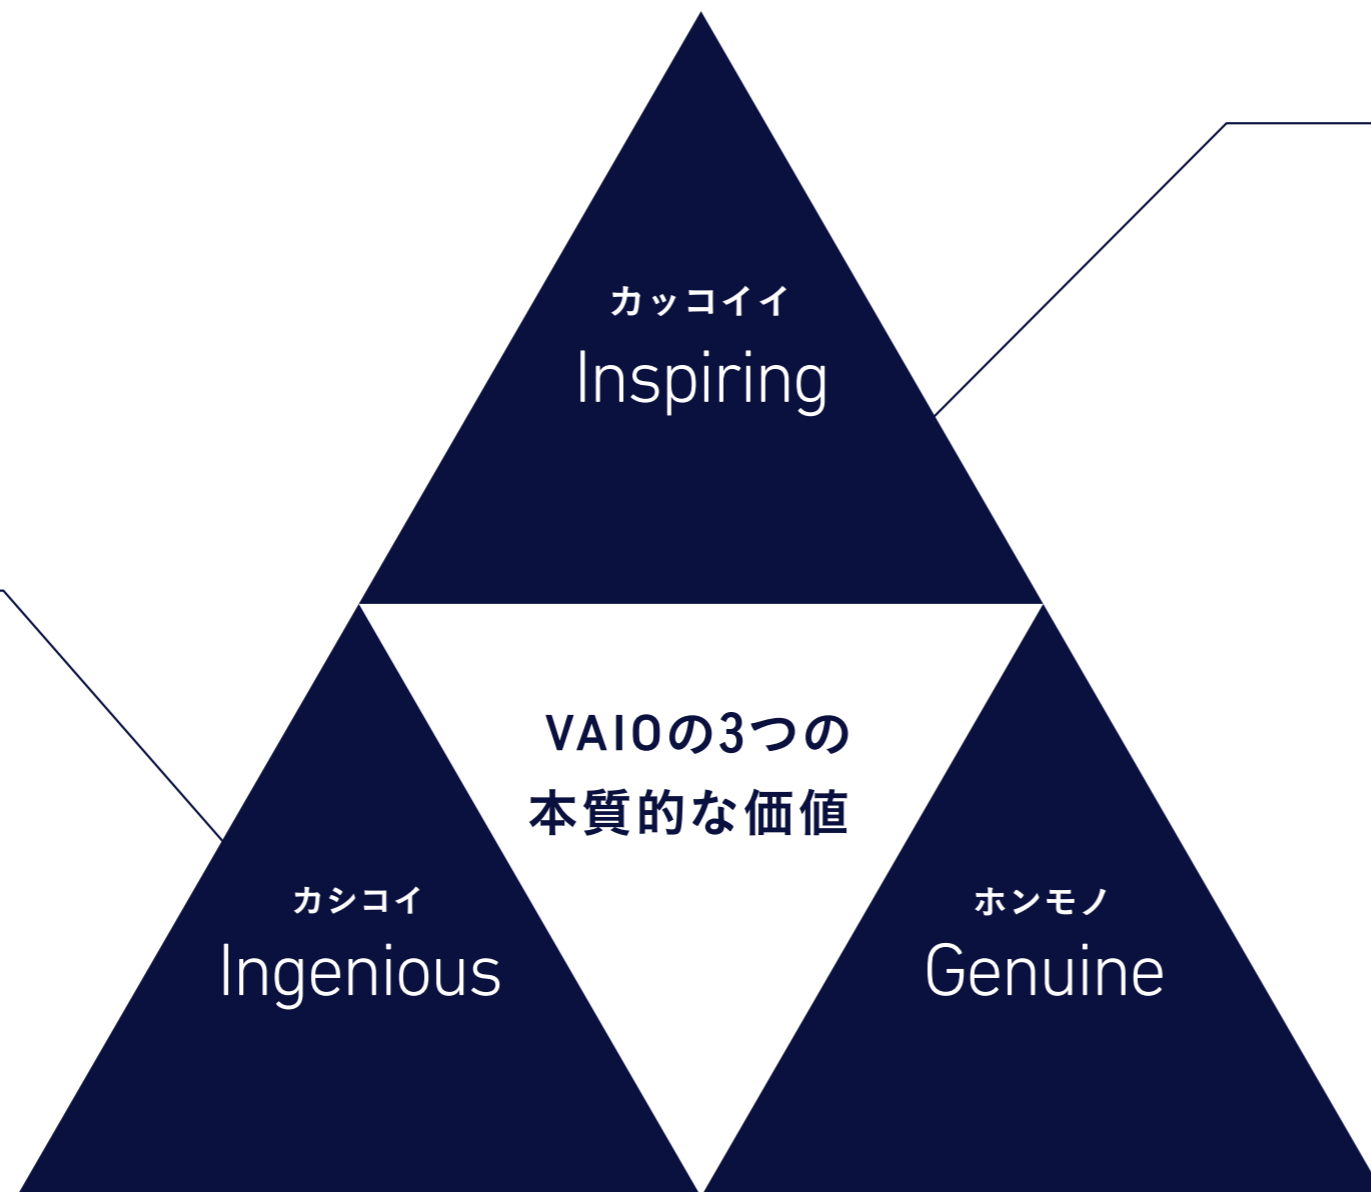 カッコイイ
Inspiring
VAIOの3つの
本質的な価値
カシコイ
Ingenious
ホンモノ
Genuine